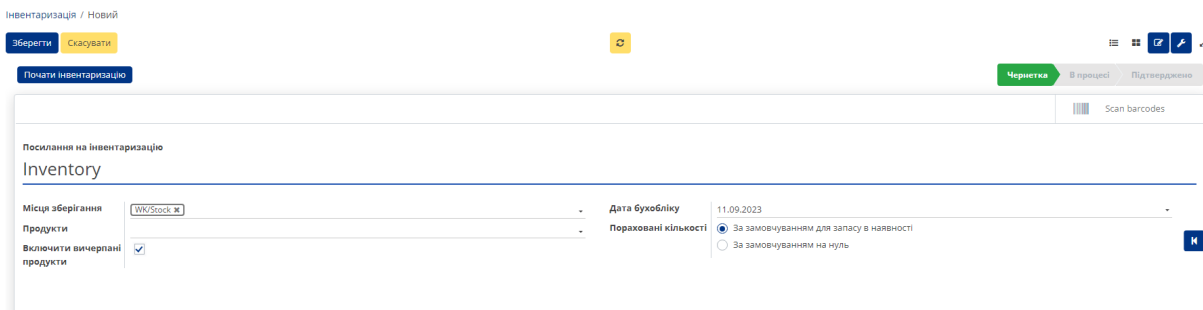 Інвентаризація / Новий
Зберегти Скасувати
Почати інвентаризацію Чернетка В процесі Підтверджено
Scan barcodes
Посилання на інвентаризацію
Inventory
Місця зберігання WK/Stock ✖ Дата бухобліку 11.09.2023
Продукти Пораховані кількості За замовчуванням для запасу в наявності
Включити вичерпані За замовчуванням на нуль
продукти